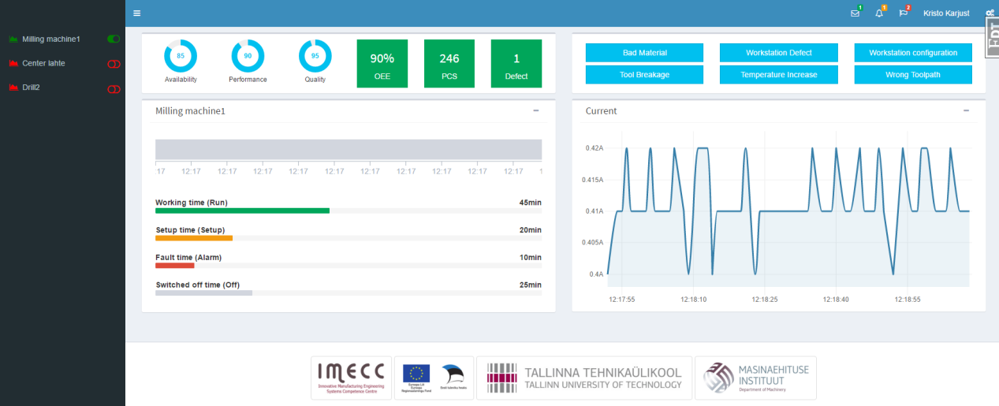 1 1 2
Kristo Karjust
Milling machine1
Center lahte
Drill2
85 90 95
Availability Performance Quality
90% 246 1
OEE PCS Defect
Bad Material Workstation Defect Workstation configuration
Tool Breakage Temperature Increase Wrong Toolpath
EDT
Milling machine1
:17 12:17 12:17 12:17 12:17 12:17 12:17 12:17 12:17 12:17 12:17 1
Working time (Run) 45min
Setup time (Setup) 20min
Fault time (Alarm) 10min
Switched off time (Off) 25min
Current
0.42A
0.415A
0.41A
0.405A
0.4A
12:17:55 12:18:10 12:18:25 12:18:40 12:18:55
IMECC
Innovative Manufacturing Engineering
Systems Competence Centre
Euroopa Liit
Euroopa
Regionaalarengu Fond
Eesti tuleviku heaks
TALLINNA TEHNIKAÜLIKOOL
TALLINN UNIVERSITY OF TECHNOLOGY
MASINAEHITUSE
INSTITUUT
Department of Machinery